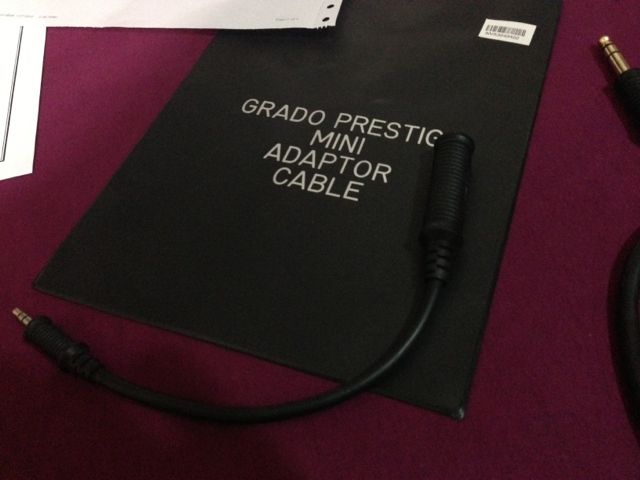 GRADO PRESTIG
MINI
ADAPTOR
CABLE